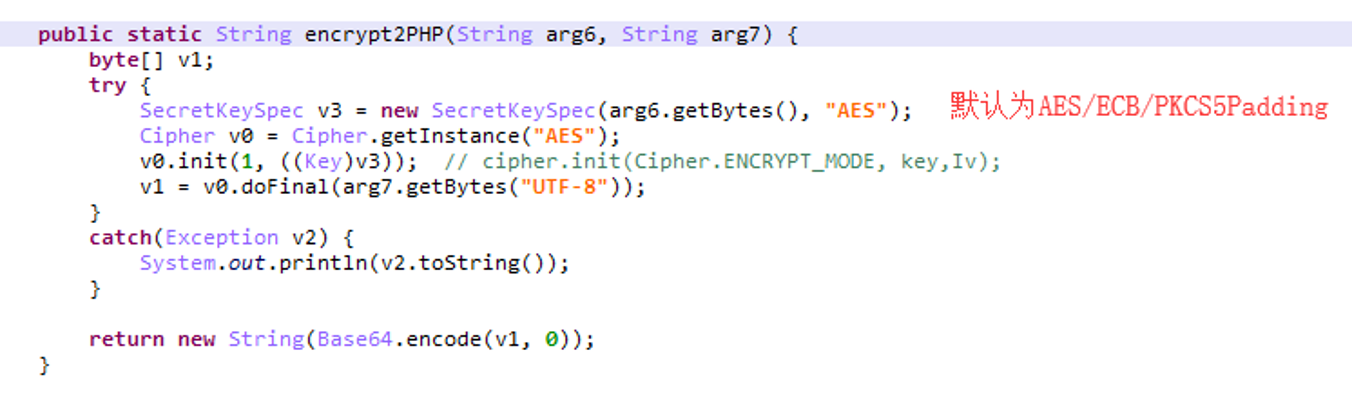 public static String encrypt2PHP(String arg6, String arg7) {
byte[] v1;
try {
SecretKeySpec v3 = new SecretKeySpec(arg6.getBytes(), "AES"); 默认为AES/ECB/PKCS5Padding
Cipher v0 = Cipher.getInstance("AES");
v0.init(1, ((Key)v3)); // cipher.init(Cipher.ENCRYPT_MODE, key,Iv);
v1 = v0.doFinal(arg7.getBytes("UTF-8"));
}
catch(Exception v2) {
System.out.println(v2.toString());
}
return new String(Base64.encode(v1, 0));
}